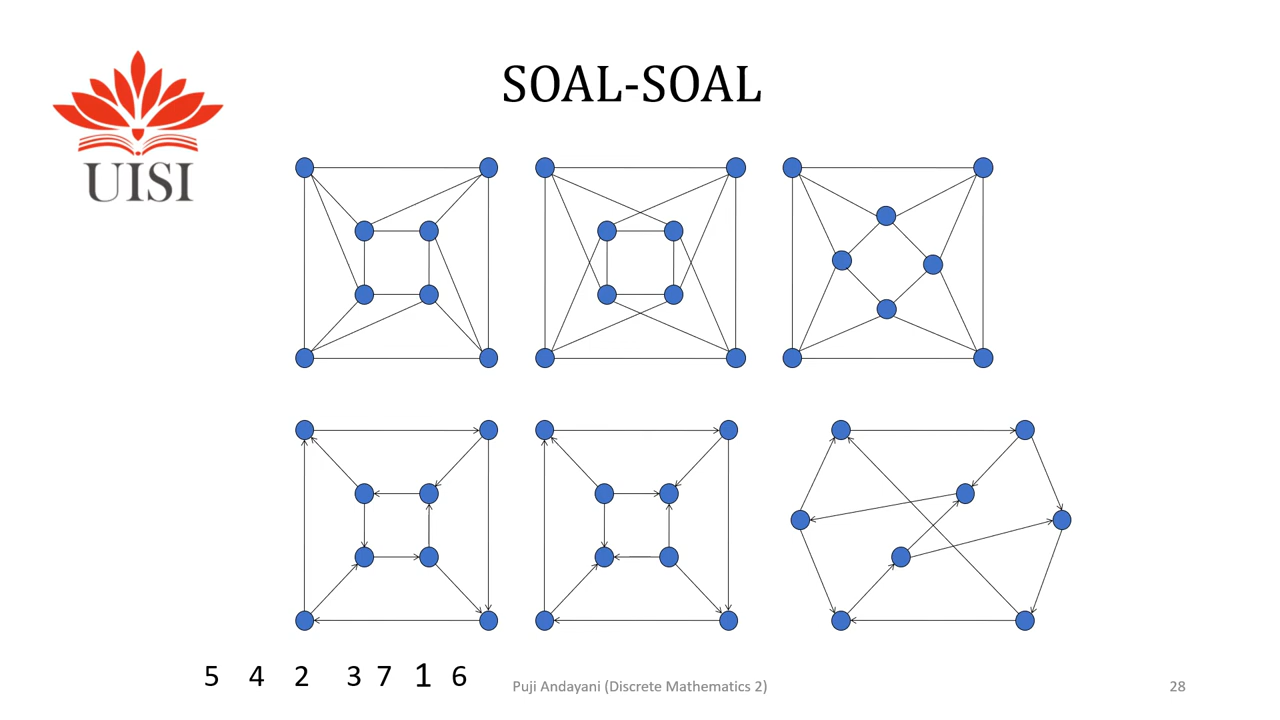 SOAL-SOAL
UISI
5 4 2 3 7 1 6
Puji Andayani (Discrete Mathematics 2)
28